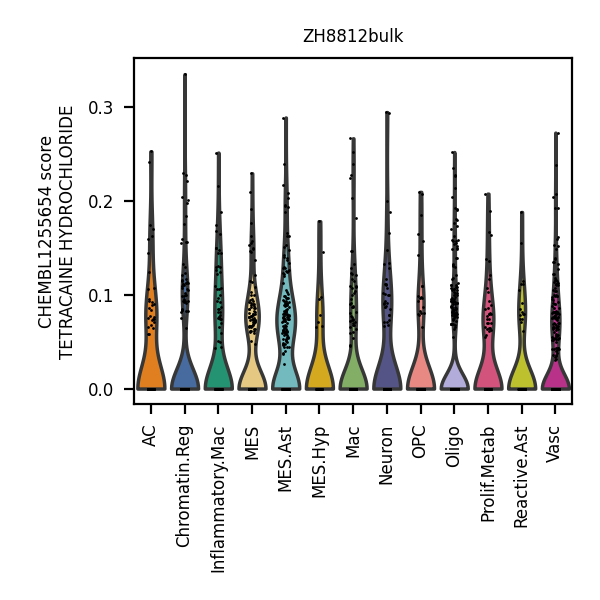 ZH8812bulk
CHEMBL1255654 score
TETRACAINE HYDROCHLORIDE
0.3
0.2
0.1
0.0
AC
Chromatin.Reg
Inflammatory.Mac
MES
MES.Ast
MES.Hyp
Mac
Neuron
OPC
Oligo
Prolif.Metab
Reactive.Ast
Vasc